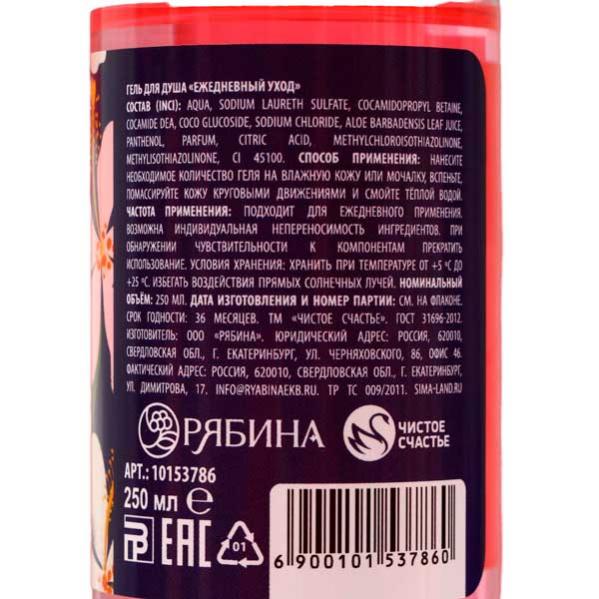 ГЕЛЬ ДЛЯ ДУША «ЕЖЕДНЕВНЫЙ УХОД»
СОСТАВ (INCI): AQUA, SODIUM LAURETH SULFATE, COCAMIDOPROPYL BETAINE,
COCAMIDE DEA, COCO GLUCOSIDE, SODIUM CHLORIDE, ALOE BARBADENSIS LEAF JUICE,
PANTHENOL, PARFUM, CITRIC ACID, METHYLCHLOROISOTHIAZOLINONE,
METHYLISOTHIAZOLINONE, CI 45100. СПОСОБ ПРИМЕНЕНИЯ: НАНЕСИТЕ
НЕОБХОДИМОЕ КОЛИЧЕСТВО ГЕЛЯ НА ВЛАЖНУЮ КОЖУ ИЛИ МОЧАЛКУ, ВСПЕНЬТЕ,
ПОМАССИРУЙТЕ КОЖУ КРУГОВЫМИ ДВИЖЕНИЯМИ И СМОЙТЕ ТЁПЛОЙ ВОДОЙ.
ЧАСТОТА ПРИМЕНЕНИЯ: ПОДХОДИТ ДЛЯ ЕЖЕДНЕВНОГО ПРИМЕНЕНИЯ.
ВОЗМОЖНА ИНДИВИДУАЛЬНАЯ НЕПЕРЕНОСИМОСТЬ ИНГРЕДИЕНТОВ. ПРИ
ОБНАРУЖЕНИИ ЧУВСТВИТЕЛЬНОСТИ К КОМПОНЕНТАМ ПРЕКРАТИТЬ
ИСПОЛЬЗОВАНИЕ. УСЛОВИЯ ХРАНЕНИЯ: ХРАНИТЬ ПРИ ТЕМПЕРАТУРЕ ОТ +5 °С ДО
+25 °С. ИЗБЕГАТЬ ВОЗДЕЙСТВИЯ ПРЯМЫХ СОЛНЕЧНЫХ ЛУЧЕЙ. НОМИНАЛЬНЫЙ
ОБЪЁМ: 250 МЛ. ДАТА ИЗГОТОВЛЕНИЯ И НОМЕР ПАРТИИ: СМ. НА ФЛАКОНЕ.
СРОК ГОДНОСТИ: 36 МЕСЯЦЕВ. ТМ «ЧИСТОЕ СЧАСТЬЕ». ГОСТ 31696-2012.
ИЗГОТОВИТЕЛЬ: ООО «РЯБИНА». ЮРИДИЧЕСКИЙ АДРЕС: РОССИЯ, 620010,
СВЕРДЛОВСКАЯ ОБЛ., Г. ЕКАТЕРИНБУРГ, УЛ. ЧЕРНЯХОВСКОГО, 86, ОФИС 46.
ФАКТИЧЕСКИЙ АДРЕС: РОССИЯ, 620010, СВЕРДЛОВСКАЯ ОБЛ., Г. ЕКАТЕРИНБУРГ,
УЛ. ДИМИТРОВА, 17. INFO@RYABINAEKB.RU. ТР ТС 009/2011. SIMA-LAND.RU
РЯБИНА
ЧИСТОЕ
СЧАСТЬЕ
АРТ.: 10153786
250 МЛ ℮
EAC
01
6 900101 537860